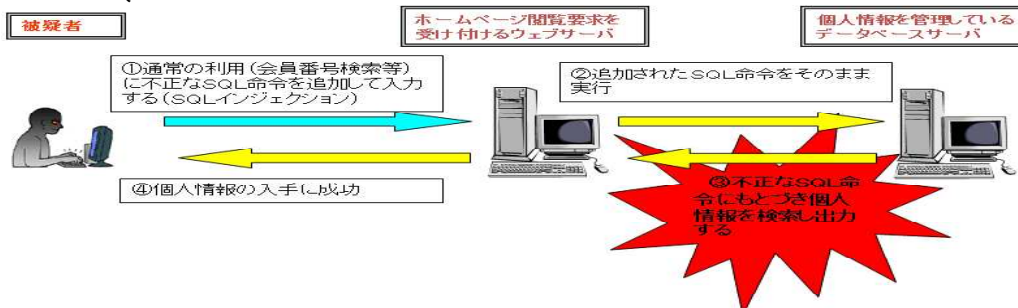 被疑者
ホームページ閲覧要求を
受け付けるウェブサーバ
個人情報を管理している
データベースサーバ
①通常の利用(会員番号検索等)
に不正なSQL命令を追加して入力
する(SQLインジェクション)
②追加されたSQL命令をそのまま
実行
③不正なSQL命
令にもとづき個人
情報を検索し出力
する
④個人情報の入手に成功